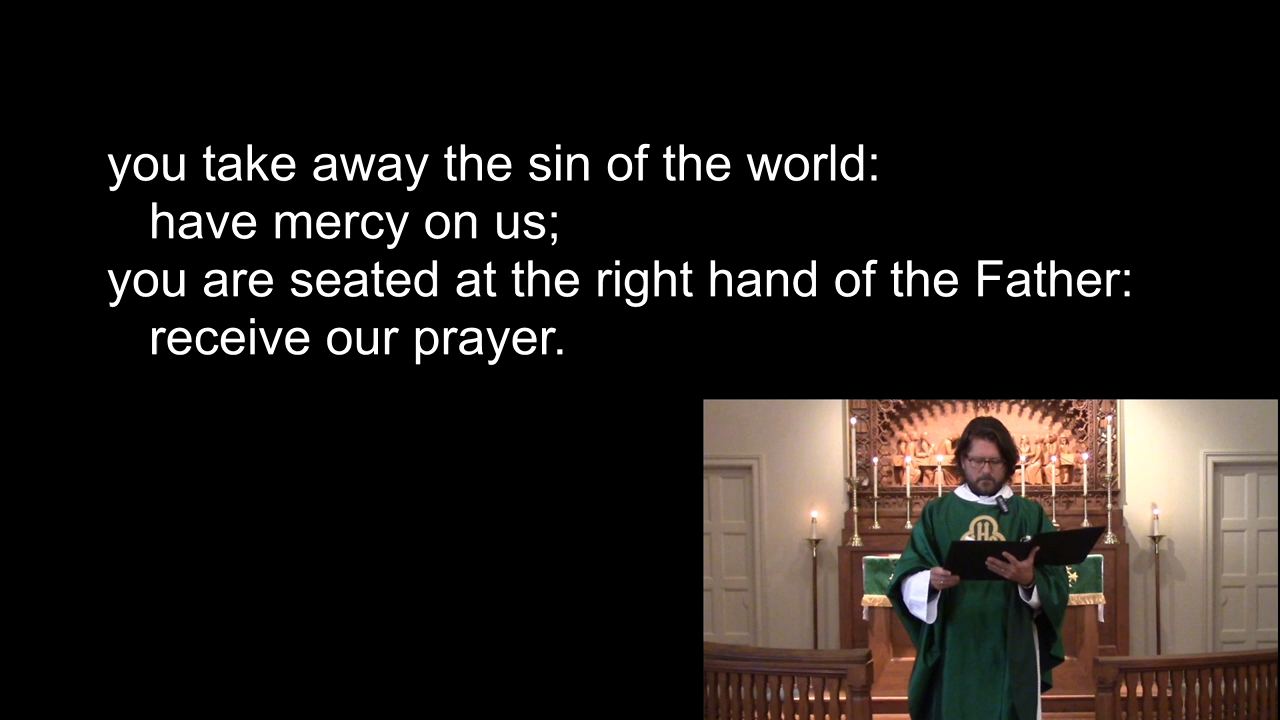 you take away the sin of the world:
have mercy on us;
you are seated at the right hand of the Father:
receive our prayer.